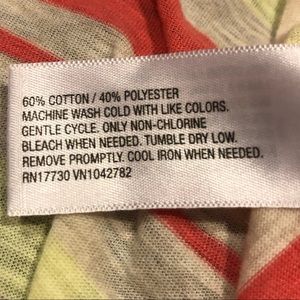 60% COTTON / 40% POLYESTER
MACHINE WASH COLD WITH LIKE COLORS.
GENTLE CYCLE. ONLY NON-CHLORINE
BLEACH WHEN NEEDED. TUMBLE DRY LOW.
REMOVE PROMPTLY. COOL IRON WHEN NEEDED.
RN17730 VN1042782